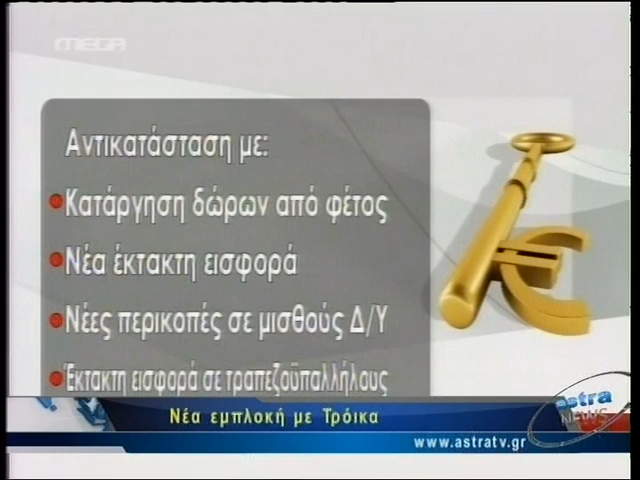 MEGA
Αντικατάσταση με:
Κατάργηση δώρων από φέτος
Νέα έκτακτη εισφορά
Νέες περικοπές σε μισθούς Δ/Υ
Έκτακτη εισφορά σε τραπεζοϋπαλλήλους
Νέα εμπλοκή με Τρόικα
astra
NEWS
www.astratv.gr